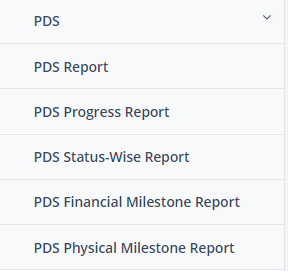 PDS
PDS Report
PDS Progress Report
PDS Status-Wise Report
PDS Financial Milestone Report
PDS Physical Milestone Report